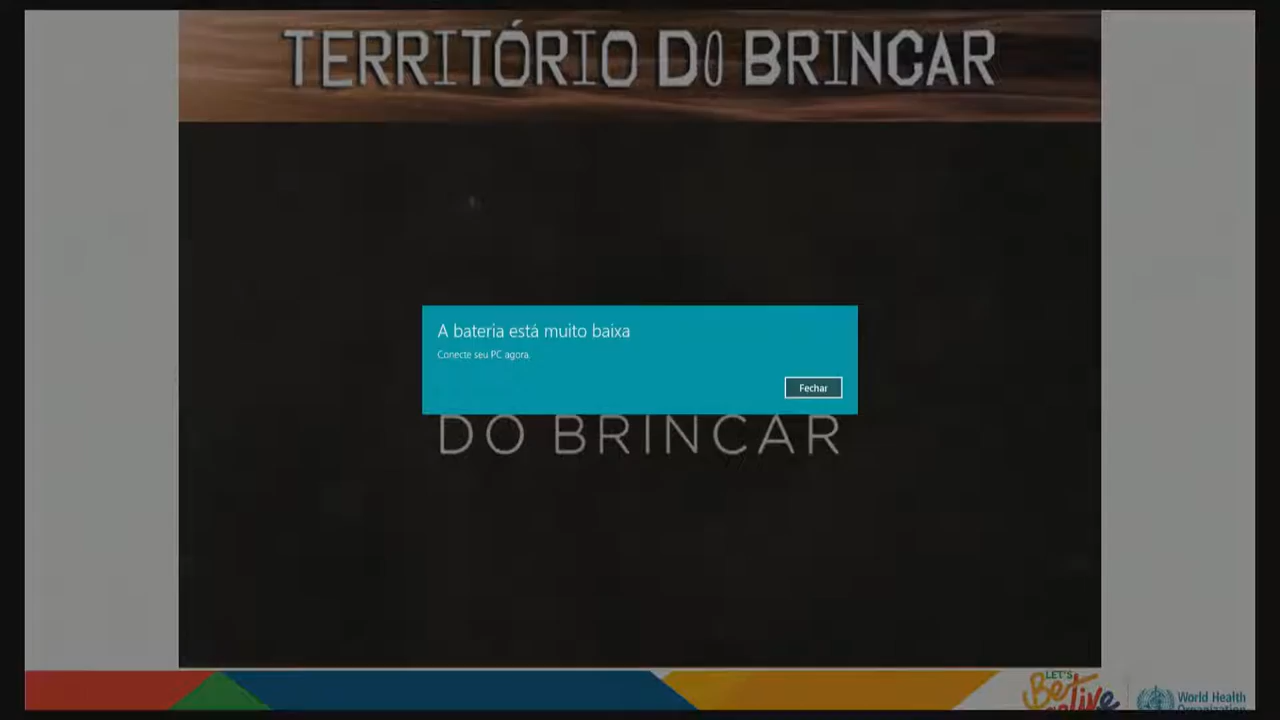 TERRITÓRIO DO BRINCAR
A bateria está muito baixa
Conecte seu PC agora.
Fechar
DO BRINCAR
LET'S
Be active
World Health
Organization